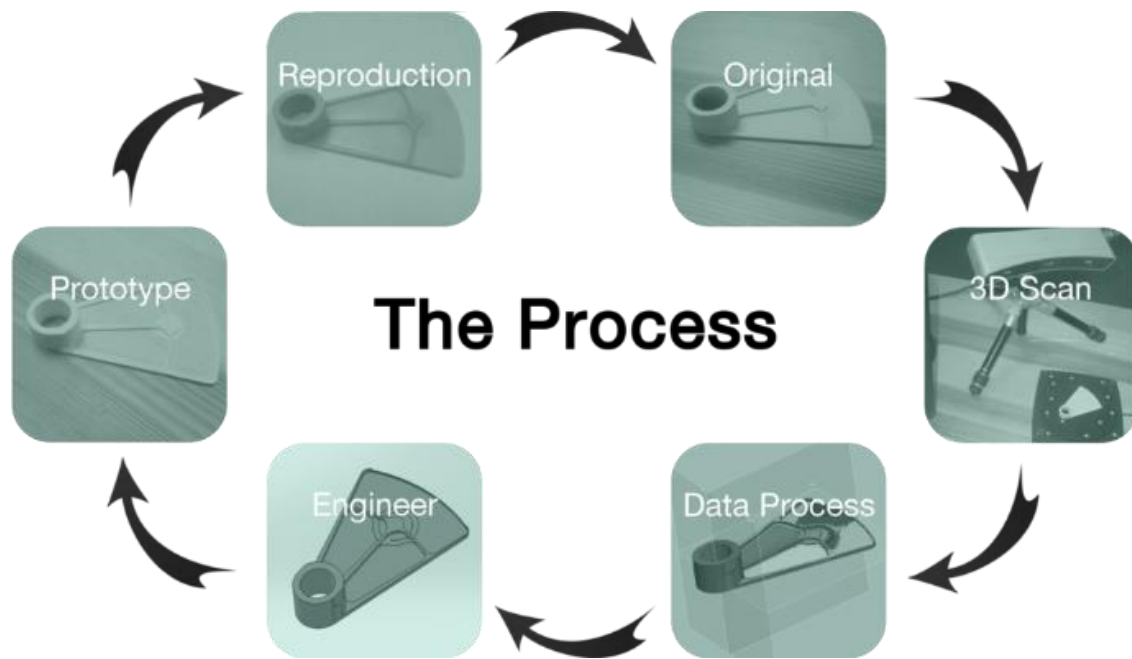 Reproduction
Original
Prototype
3D Scan
The Process
Engineer
Data Process